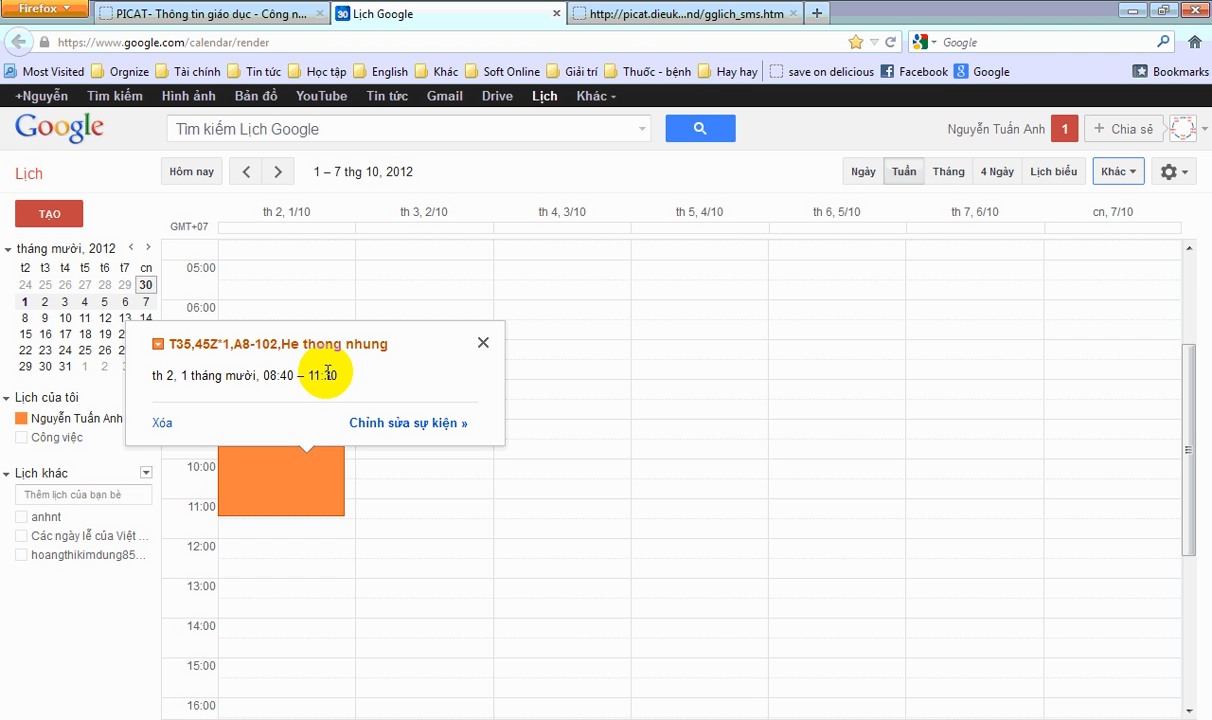 Firefox
PICAT- Thông tin giáo dục - Công n...
30 Lịch Google
http://picat.dieuk...nd/gglich_sms.htm
https://www.google.com/calendar/render
Google
Most Visited Orgnize Tài chính Tin tức Học tập English Khác Soft Online Giải trí Thuốc - bệnh Hay hay save on delicious Facebook Google Bookmarks
+Nguyễn Tìm kiếm Hình ảnh Bản đồ YouTube Tin tức Gmail Drive Lịch Khác
Google Tìm kiếm Lịch Google Nguyễn Tuấn Anh 1 + Chia sẻ
Lịch Hôm nay 1 – 7 thg 10, 2012 Ngày Tuần Tháng 4 Ngày Lịch biểu Khác
TẠO
GMT+07 th 2, 1/10 th 3, 2/10 th 4, 3/10 th 5, 4/10 th 6, 5/10 th 7, 6/10 cn, 7/10
tháng mười, 2012
t2 t3 t4 t5 t6 t7 cn
24 25 26 27 28 29 30
1 2 3 4 5 6 7
8 9 10 11 12 13 14
15 16 17 18 19
22 23 24 25 26
29 30 31 1 2
Lịch của tôi
Nguyễn Tuấn Anh
Công việc
Lịch khác
Thêm lịch của bạn bè
anhnt
Các ngày lễ của Việt ...
hoangthikimdung85...
05:00
06:00
T35,45Z*1,A8-102,He thong nhung
th 2, 1 tháng mười, 08:40 – 11:30
Xóa Chỉnh sửa sự kiện »
10:00
11:00
12:00
13:00
14:00
15:00
16:00